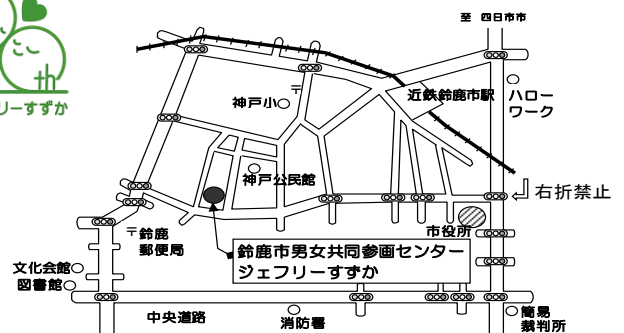 至 四日市市
th
リーすずか
神戸小
〒
近鉄鈴鹿市駅
ハロー
ワーク
神戸公民館
右折禁止
市役所
〒鈴鹿
郵便局
鈴鹿市男女共同参画センター
ジェフリーすずか
文化会館
図書館
中央道路
消防署
簡易
裁判所